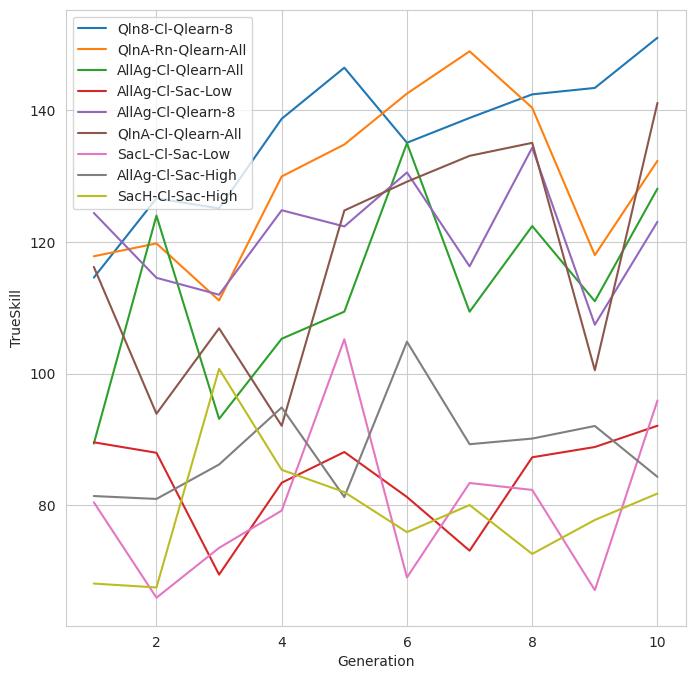 Qln8-Cl-Qlearn-8
QlnA-Rn-Qlearn-All
AllAg-Cl-Qlearn-All
AllAg-Cl-Sac-Low
AllAg-Cl-Qlearn-8
QlnA-Cl-Qlearn-All
SacL-Cl-Sac-Low
AllAg-Cl-Sac-High
SacH-Cl-Sac-High
140
120
100
80
TrueSkill
2 4 6 8 10
Generation